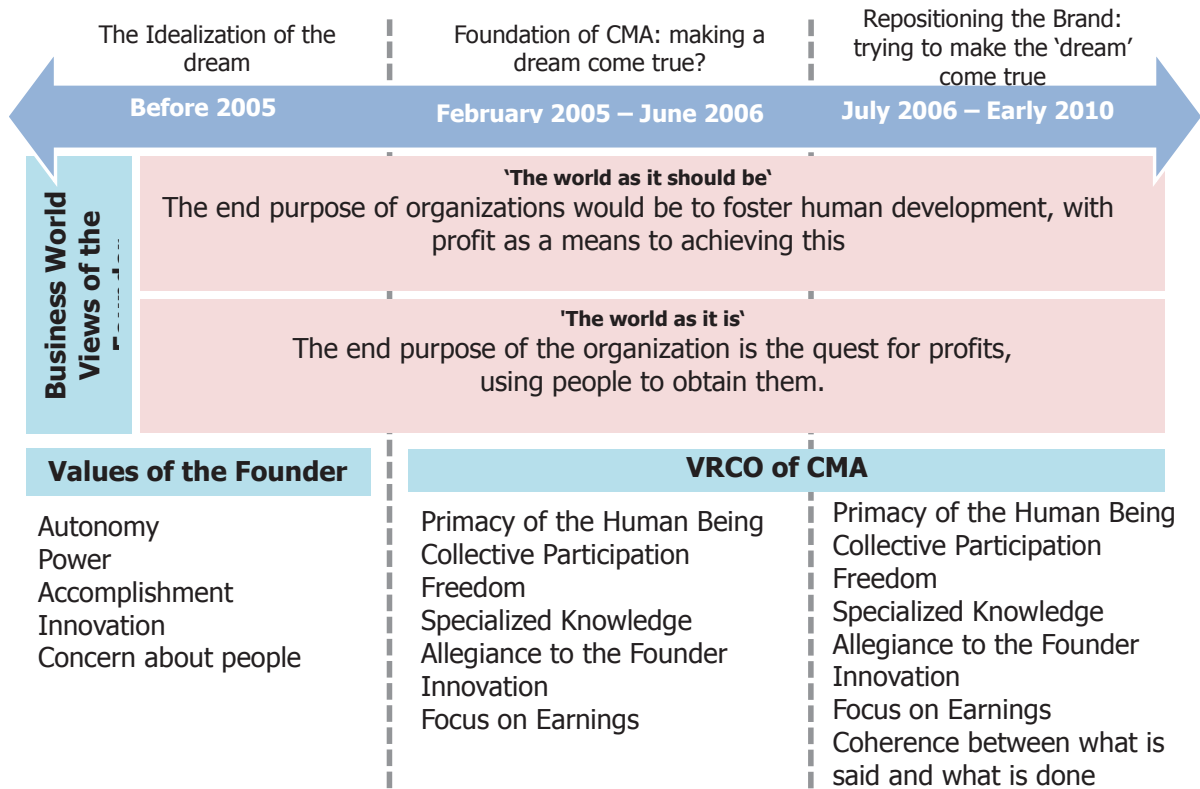 The Idealization of the
dream
Foundation of CMA: making a
dream come true?
Repositioning the Brand:
trying to make the ‘dream’
come true
Before 2005
February 2005 – June 2006
July 2006 – Early 2010
Business World
Views of the
‘The world as it should be‘
The end purpose of organizations would be to foster human development, with
profit as a means to achieving this
'The world as it is‘
The end purpose of the organization is the quest for profits,
using people to obtain them.
Values of the Founder
Autonomy
Power
Accomplishment
Innovation
Concern about people
VRCO of CMA
Primacy of the Human Being
Collective Participation
Freedom
Specialized Knowledge
Allegiance to the Founder
Innovation
Focus on Earnings
Primacy of the Human Being
Collective Participation
Freedom
Specialized Knowledge
Allegiance to the Founder
Innovation
Focus on Earnings
Coherence between what is
said and what is done